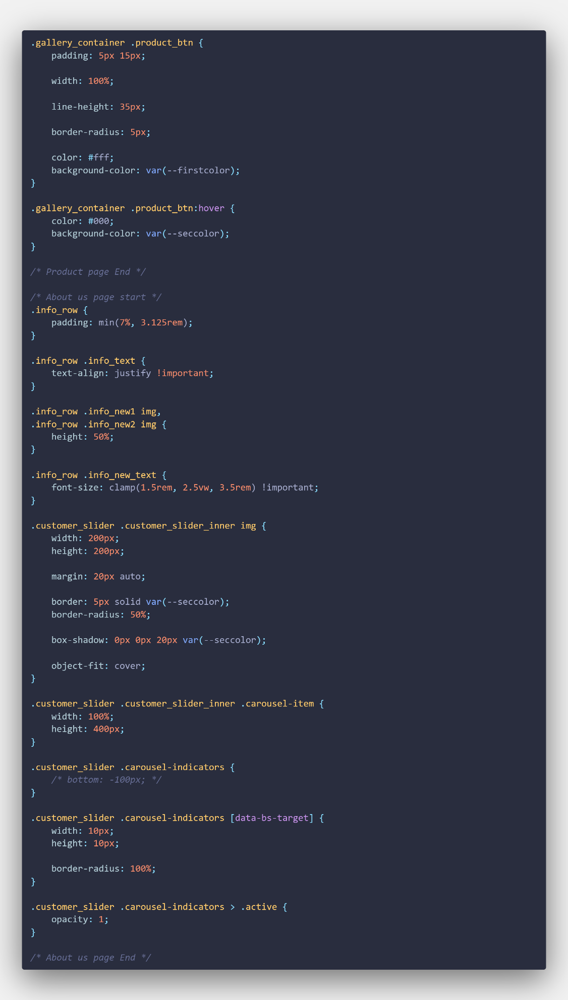 .gallery_container .product_btn {
    padding: 5px 15px;

    width: 100%;

    line-height: 35px;

    border-radius: 5px;

    color: #fff;
    background-color: var(--firstcolor);
}

.gallery_container .product_btn:hover {
    color: #000;
    background-color: var(--seccolor);
}

/* Product page End */

/* About us page start */
.info_row {
    padding: min(7%, 3.125rem);
}

.info_row .info_text {
    text-align: justify !important;
}

.info_row .info_new1 img,
.info_row .info_new2 img {
    height: 50%;
}

.info_row .info_new_text {
    font-size: clamp(1.5rem, 2.5vw, 3.5rem) !important;
}

.customer_slider .customer_slider_inner img {
    width: 200px;
    height: 200px;

    margin: 20px auto;

    border: 5px solid var(--seccolor);
    border-radius: 50%;

    box-shadow: 0px 0px 20px var(--seccolor);

    object-fit: cover;
}

.customer_slider .customer_slider_inner .carousel-item {
    width: 100%;
    height: 400px;
}

.customer_slider .carousel-indicators {
    /* bottom: -100px; */
}

.customer_slider .carousel-indicators [data-bs-target] {
    width: 10px;
    height: 10px;

    border-radius: 100%;
}

.customer_slider .carousel-indicators > .active {
    opacity: 1;
}

/* About us page End */